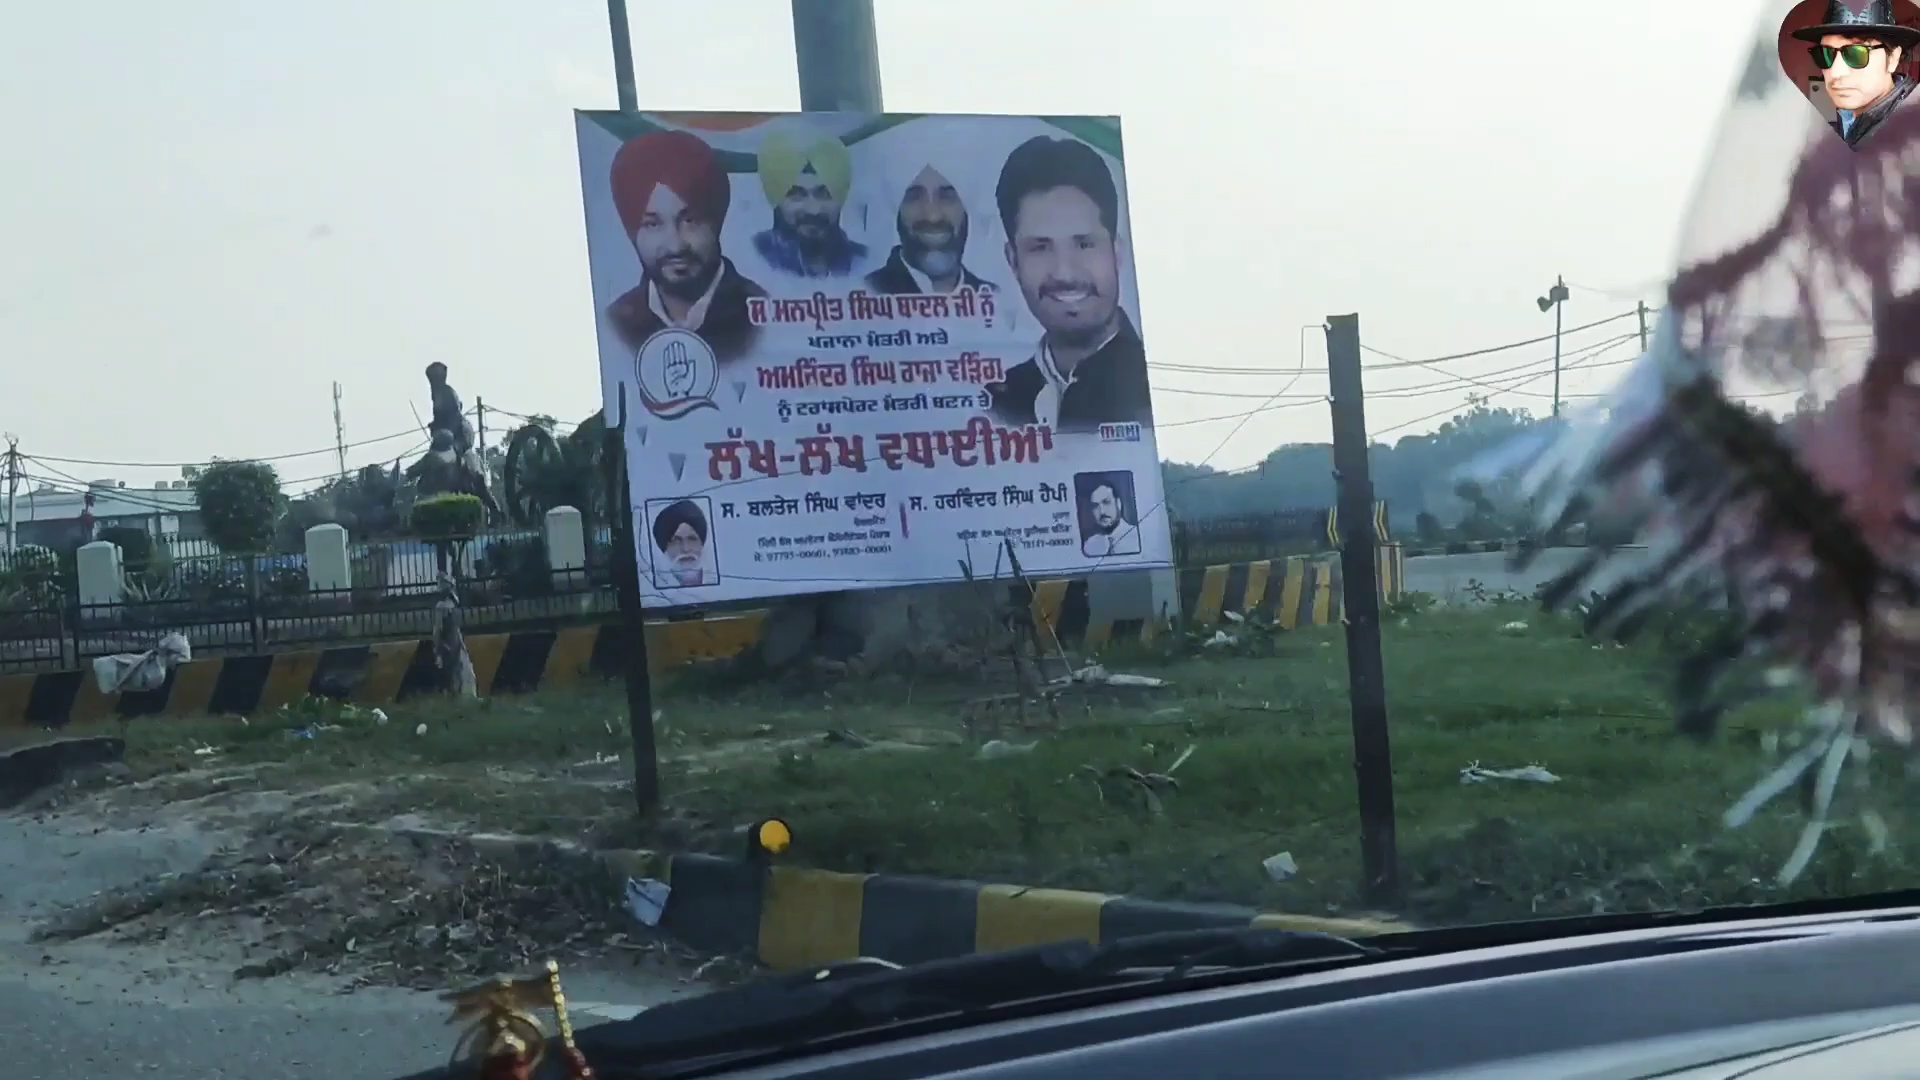 ਸ ਮਨਪ੍ਰੀਤ ਸਿੰਘ ਬਾਦਲ ਜੀ ਨੂੰ
ਖਜਾਨਾ ਮੰਤਰੀ ਅਤੇ
ਅਮਰਿੰਦਰ ਸਿੰਘ ਰਾਜਾ ਵੜਿੰਗ
ਨੂੰ ਟਰਾਂਸਪੋਰਟ ਮੰਤਰੀ ਬਣਨ ਤੇ
ਲੱਖ-ਲੱਖ ਵਧਾਈਆਂ
ਸ. ਬਲਤੇਜ ਸਿੰਘ ਵਾਂਦਰ
ਸ. ਹਰਵਿੰਦਰ ਸਿੰਘ ਹੈਪੀ
ਪ੍ਰਧਾਨ